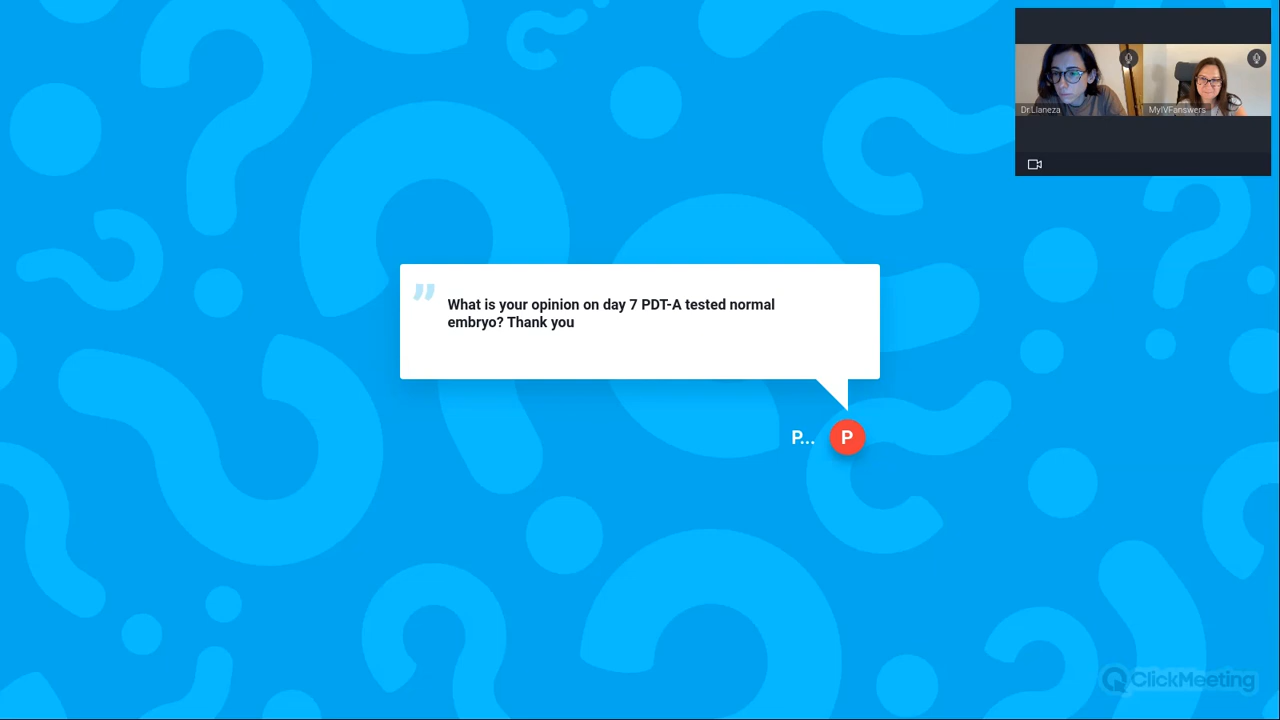 Dr.Llaneza
MyIVFanswers
What is your opinion on day 7 PDT-A tested normal
embryo? Thank you
P...
P
ClickMeeting